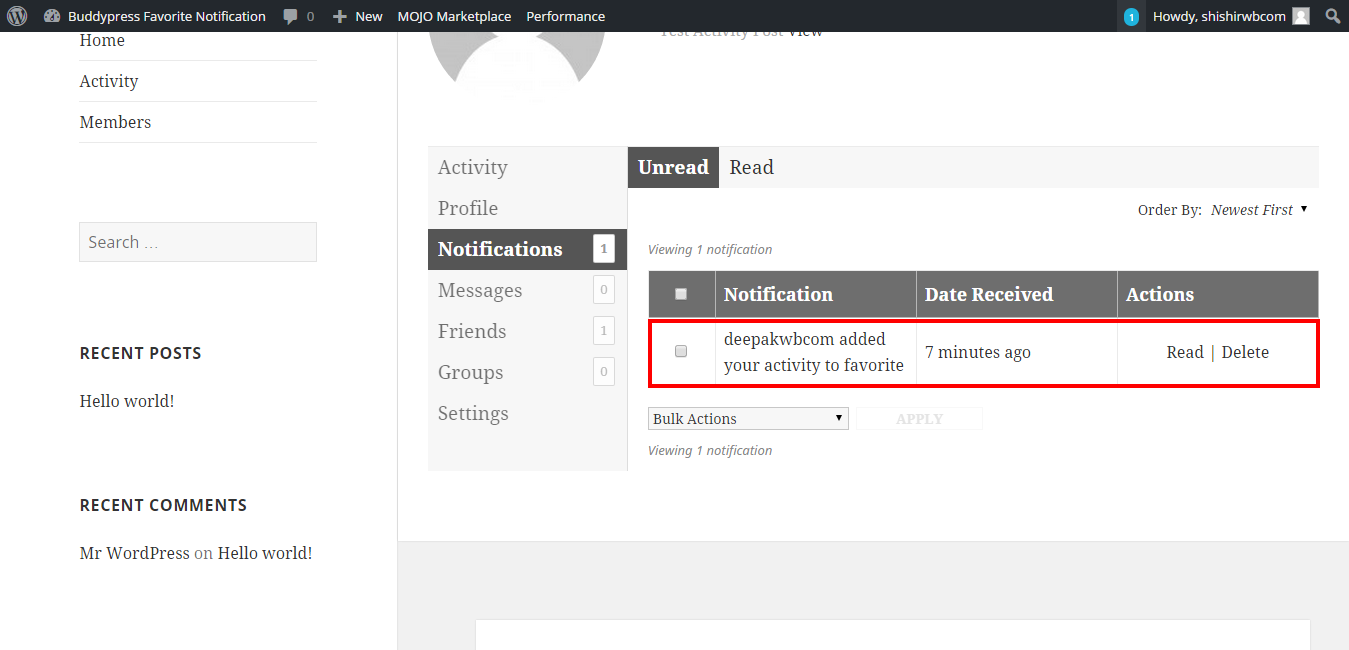 Buddypress Favorite Notification 0 New MOJO Marketplace Performance 1 Howdy, shishirwbcom
Home
Activity
Members
Search …
RECENT POSTS
Hello world!
RECENT COMMENTS
Mr WordPress on Hello world!
Test Activity Post View
Activity
Profile
Notifications 1
Messages 0
Friends 1
Groups 0
Settings
Unread Read
Order By: Newest First
Viewing 1 notification
Notification Date Received Actions
deepakwbcom added
your activity to favorite
7 minutes ago
Read | Delete
Bulk Actions APPLY
Viewing 1 notification